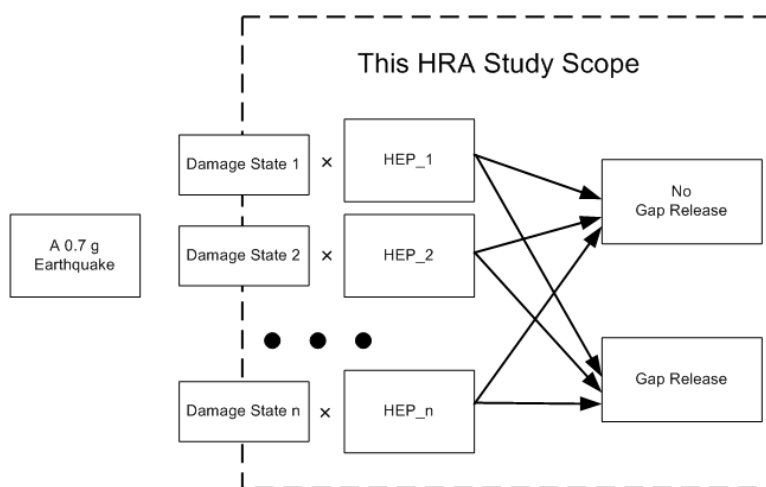 This HRA Study Scope
Damage State 1 × HEP_1
No
Gap Release
A 0.7 g
Earthquake
Damage State 2 × HEP_2
Gap Release
Damage State n × HEP_n